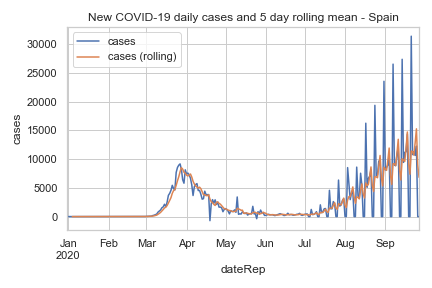 New COVID-19 daily cases and 5 day rolling mean - Spain
cases
cases (rolling)
cases
30000
25000
20000
15000
10000
5000
0
Jan Feb Mar Apr May Jun Jul Aug Sep
2020
dateRep